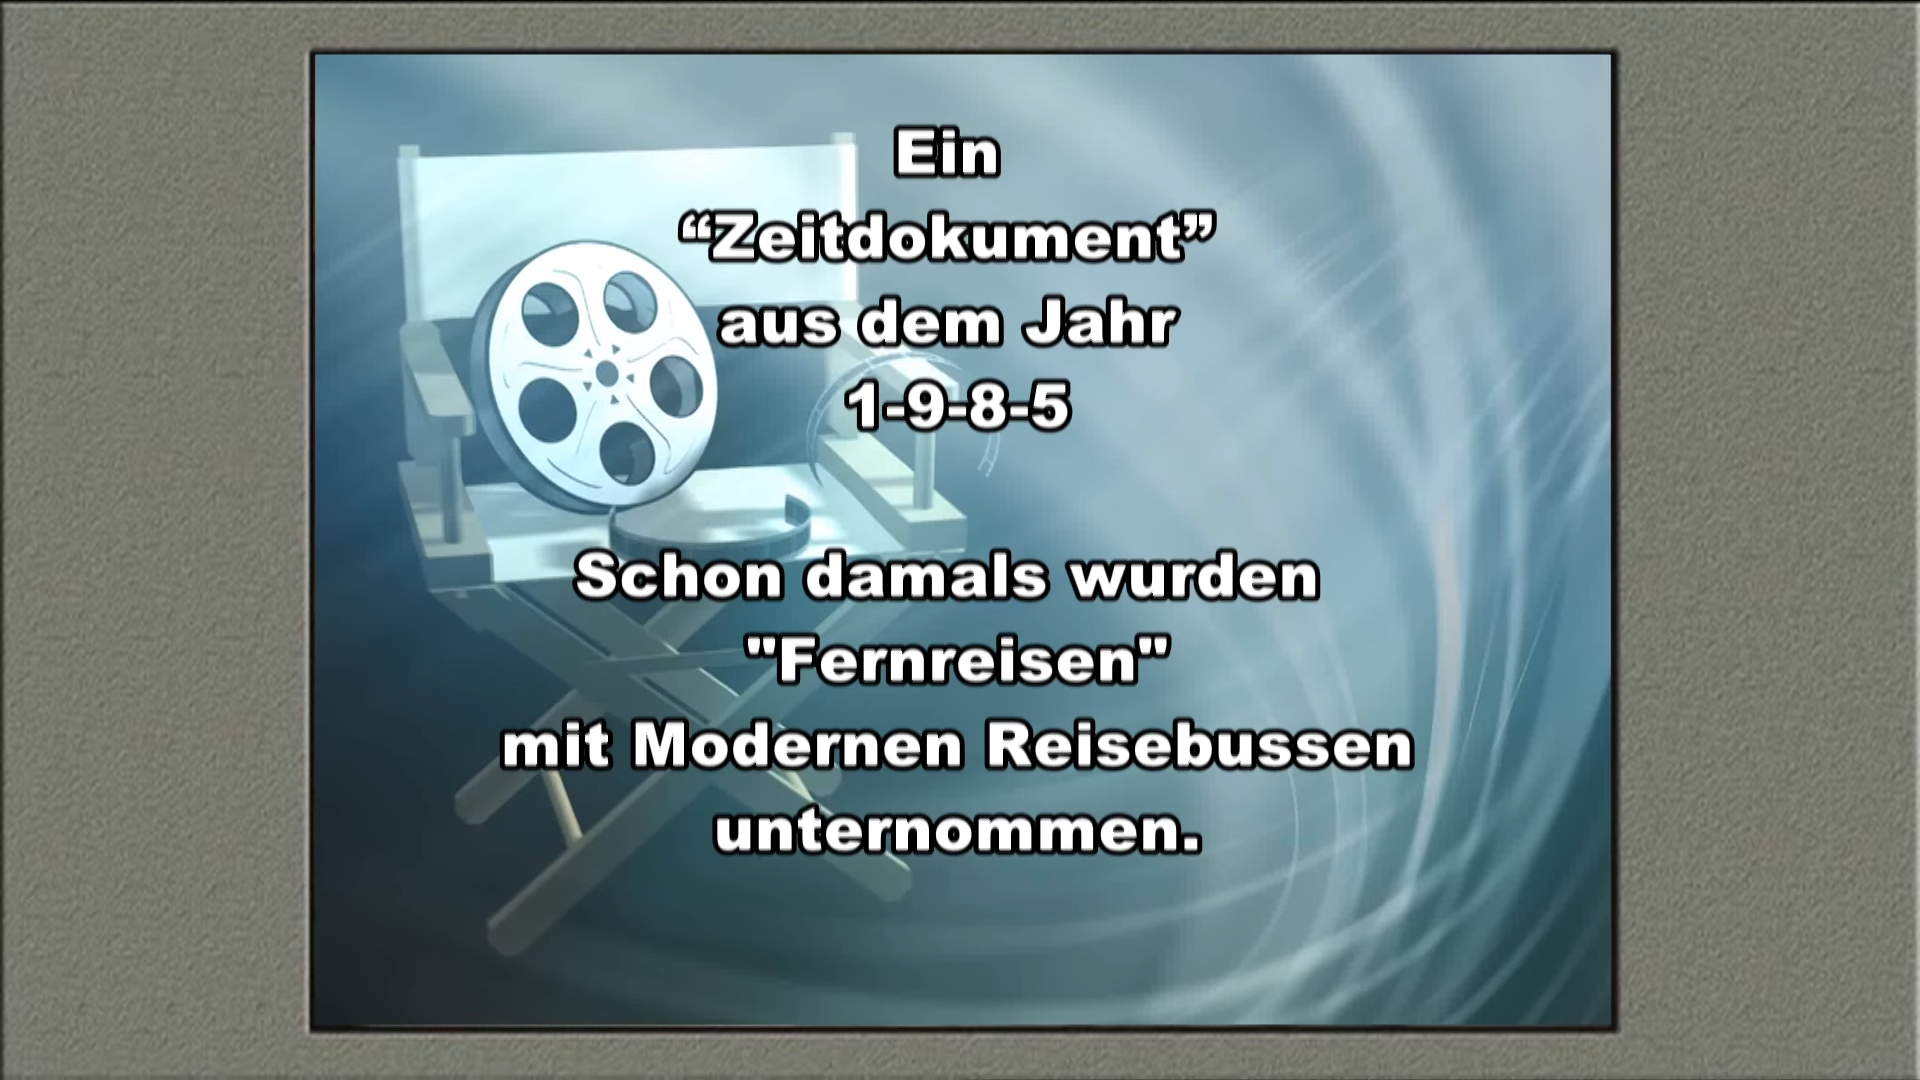 Ein
“Zeitdokument”
aus dem Jahr
1-9-8-5
Schon damals wurden
"Fernreisen"
mit Modernen Reisebussen
unternommen.